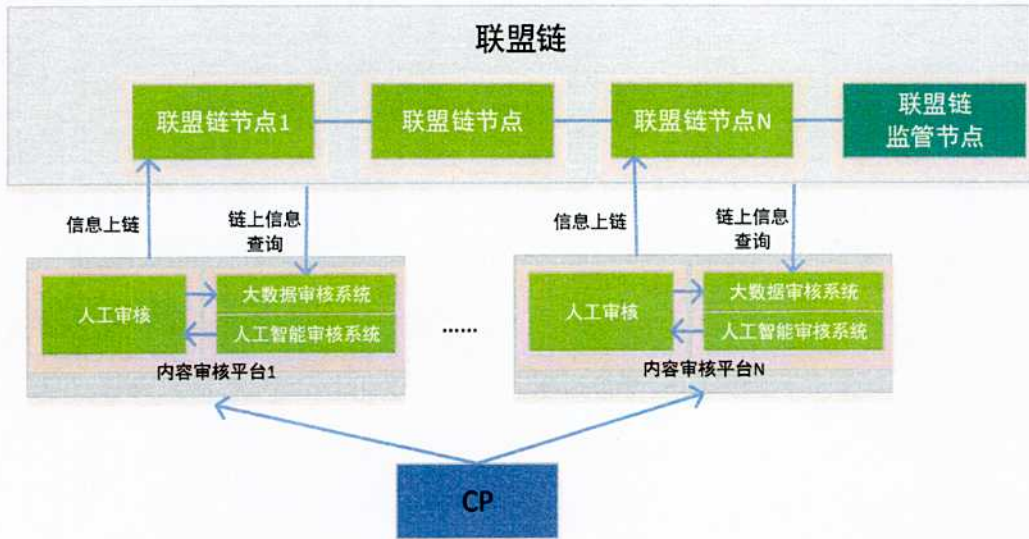 联盟链
联盟链节点1
联盟链节点
联盟链节点N
联盟链
监管节点
信息上链
链上信息
查询
信息上链
链上信息
查询
人工审核
大数据审核系统
人工智能审核系统
内容审核平台1
......
人工审核
大数据审核系统
人工智能审核系统
内容审核平台N
CP